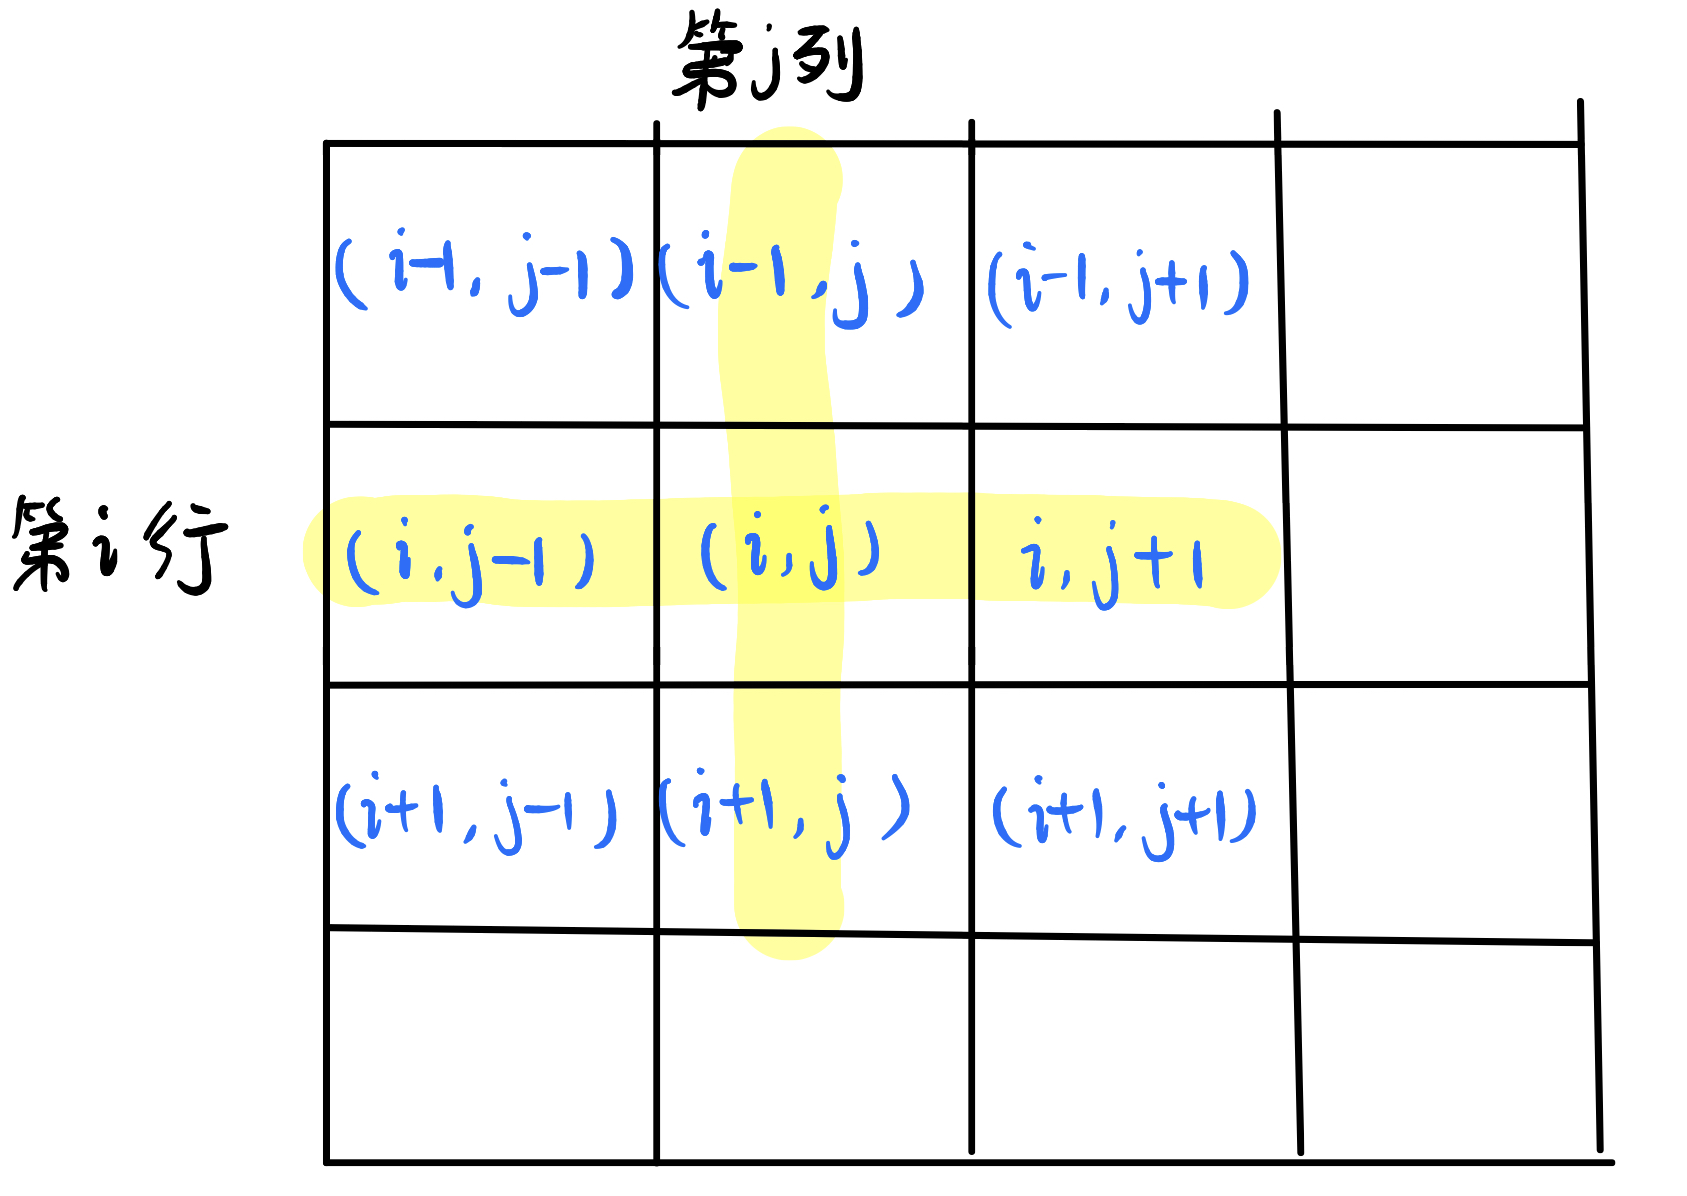 第j列
(i-1, j-1) (i-1, j) (i-1, j+1)
第i行 (i, j-1) (i, j) i, j+1
(i+1, j-1) (i+1, j) (i+1, j+1)